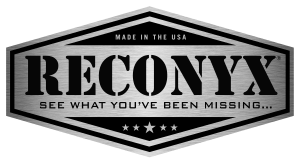 MADE IN THE USA
RECONYX
SEE WHAT YOU'VE BEEN MISSING...